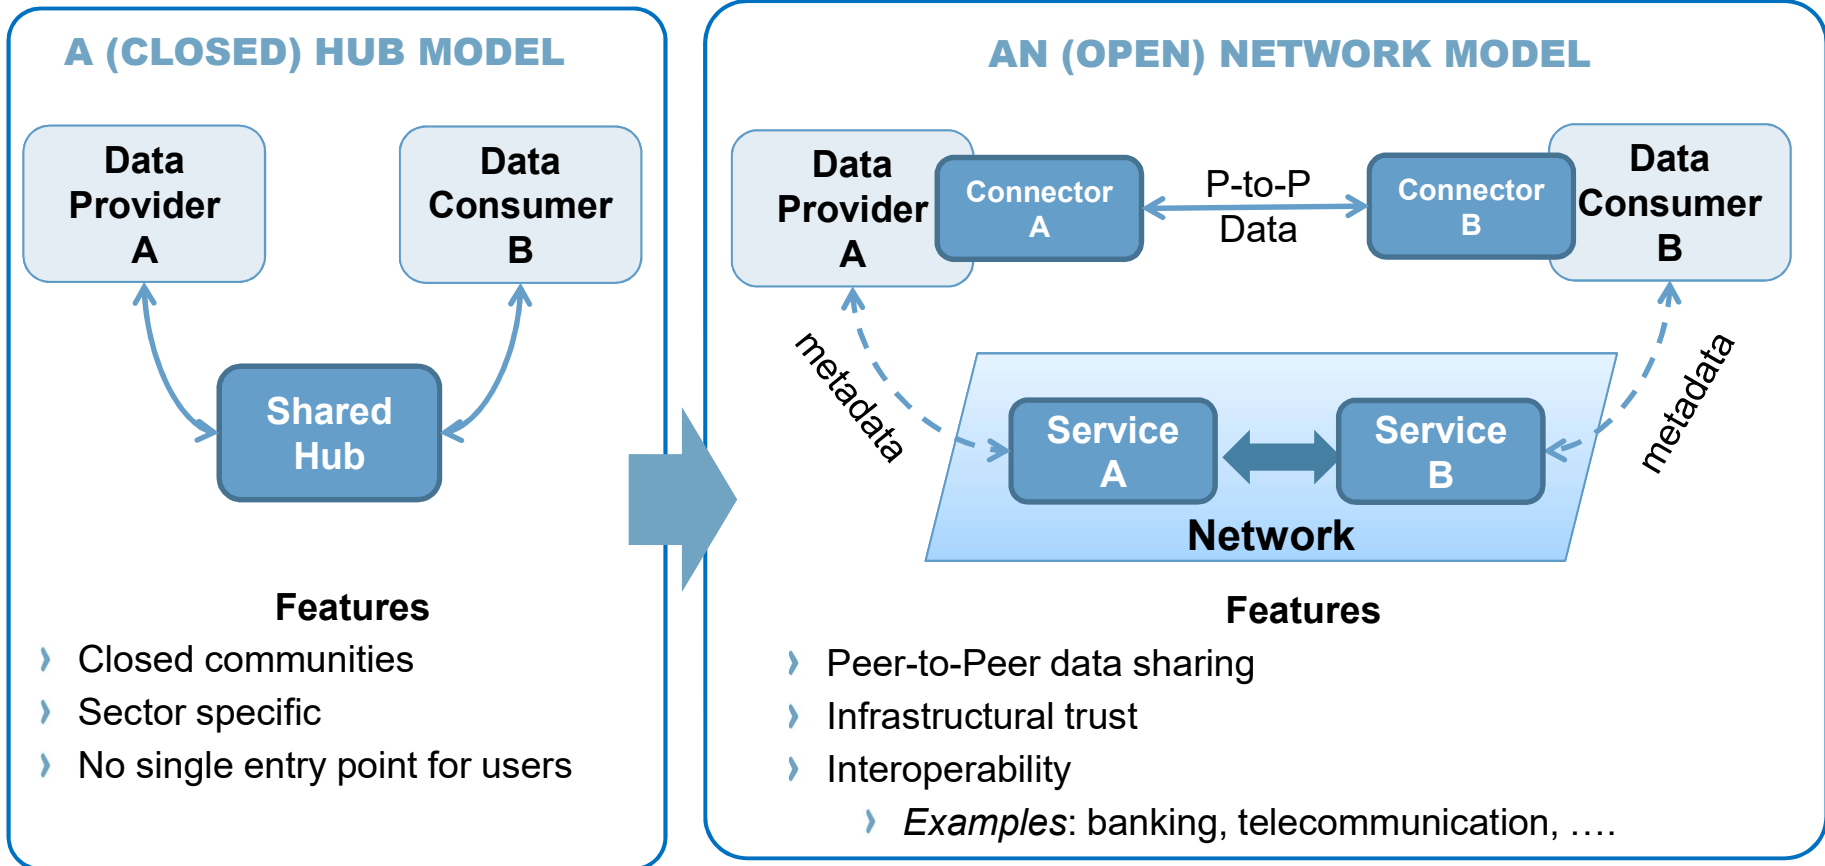 A (CLOSED) HUB MODEL
Data
Provider
A
Data
Consumer
B
Shared
Hub
Features
Closed communities
Sector specific
No single entry point for users
AN (OPEN) NETWORK MODEL
Data
Provider
A
Connector
A
P-to-P
Data
Connector
B
Data
Consumer
B
metadata
metadata
Service
A
Service
B
Network
Features
Peer-to-Peer data sharing
Infrastructural trust
Interoperability
Examples: banking, telecommunication, ....